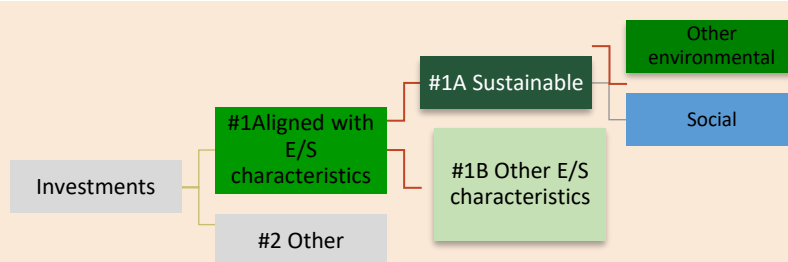 Other
environmental
#1A Sustainable
Social
#1Aligned with
E/S
characteristics
#1B Other E/S
characteristics
Investments
#2 Other